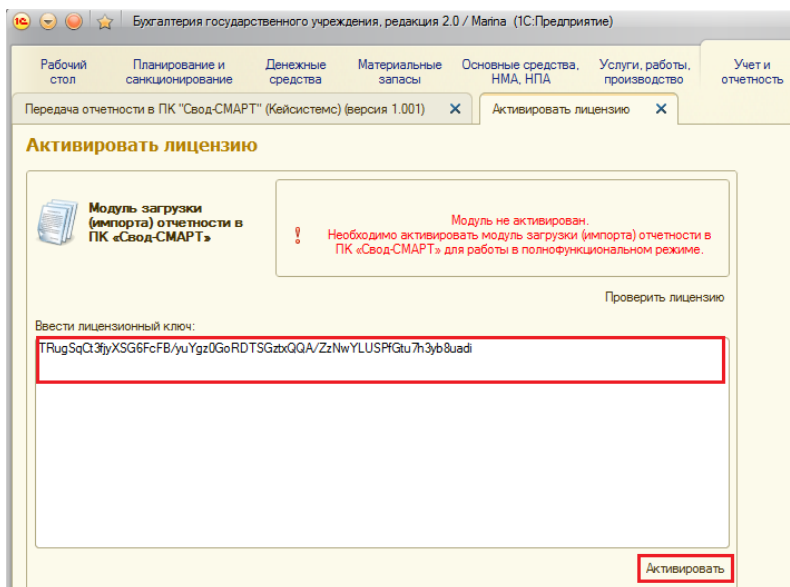 Бухгалтерия государственного учреждения, редакция 2.0 / Marina (1С:Предприятие)
Рабочий стол
Планирование и санкционирование
Денежные средства
Материальные запасы
Основные средства, НМА, НПА
Услуги, работы, производство
Учет и отчетность
Передача отчетности в ПК "Свод-СМАРТ" (Кейсистемс) (версия 1.001)
Активировать лицензию
Активировать лицензию
Модуль загрузки
(импорта) отчетности в
ПК «Свод-СМАРТ»
Модуль не активирован.
Необходимо активировать модуль загрузки (импорта) отчетности в
ПК «Свод-СМАРТ» для работы в полнофункциональном режиме.
Проверить лицензию
Ввести лицензионный ключ:
TRugSqCt3fjyXSG6FcFB/yuYgz0GoRDTSGztxQQA/ZzNwYLUSPfGtu7h3yb8uadi
Активировать